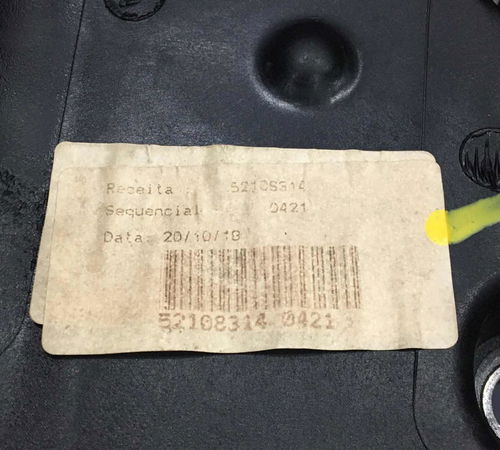 Receita : 52108314
Sequencial : 0421
Data: 20/10/18
52108314 0421